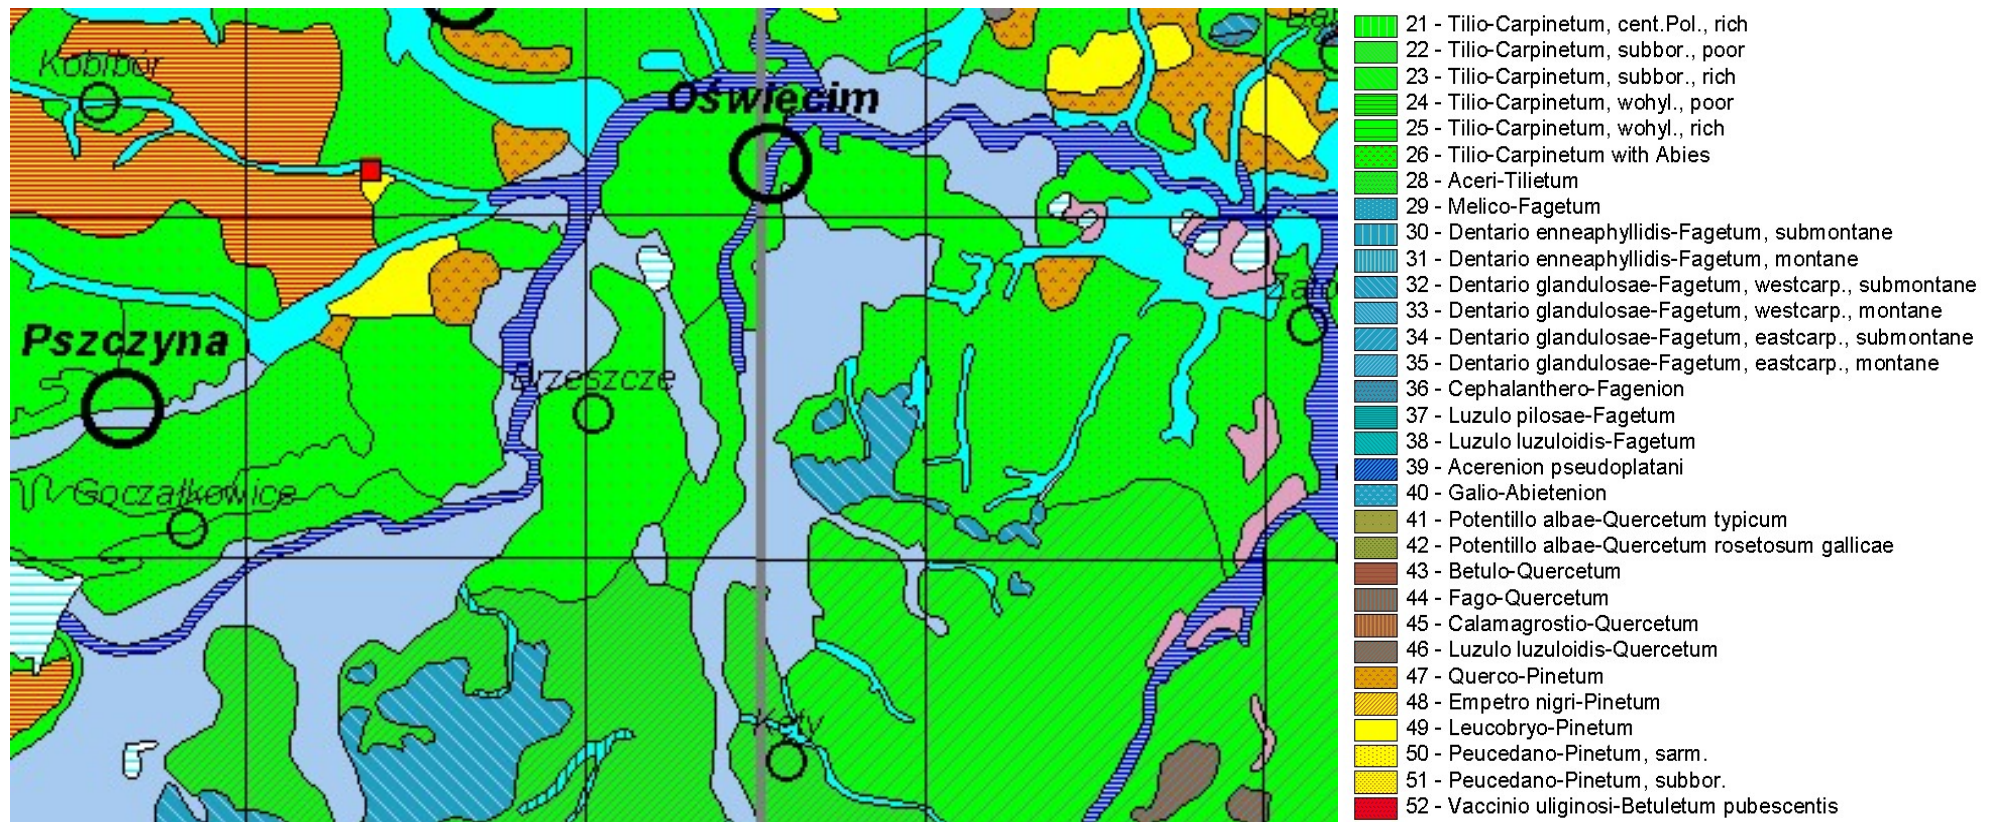 Kobiór
Oświęcim
Pszczyna
Brzeszcze
Goczałkowice
Kęty
21 - Tilio-Carpinetum, cent.Pol., rich
22 - Tilio-Carpinetum, subbor., poor
23 - Tilio-Carpinetum, subbor., rich
24 - Tilio-Carpinetum, wohyl., poor
25 - Tilio-Carpinetum, wohyl., rich
26 - Tilio-Carpinetum with Abies
28 - Aceri-Tilietum
29 - Melico-Fagetum
30 - Dentario enneaphyllidis-Fagetum, submontane
31 - Dentario enneaphyllidis-Fagetum, montane
32 - Dentario glandulosae-Fagetum, westcarp., submontane
33 - Dentario glandulosae-Fagetum, westcarp., montane
34 - Dentario glandulosae-Fagetum, eastcarp., submontane
35 - Dentario glandulosae-Fagetum, eastcarp., montane
36 - Cephalanthero-Fagenion
37 - Luzulo pilosae-Fagetum
38 - Luzulo luzuloidis-Fagetum
39 - Acerenion pseudoplatani
40 - Galio-Abietenion
41 - Potentillo albae-Quercetum typicum
42 - Potentillo albae-Quercetum rosetosum gallicae
43 - Betulo-Quercetum
44 - Fago-Quercetum
45 - Calamagrostio-Quercetum
46 - Luzulo luzuloidis-Quercetum
47 - Querco-Pinetum
48 - Empetro nigri-Pinetum
49 - Leucobryo-Pinetum
50 - Peucedano-Pinetum, sarm.
51 - Peucedano-Pinetum, subbor.
52 - Vaccinio uliginosi-Betuletum pubescentis